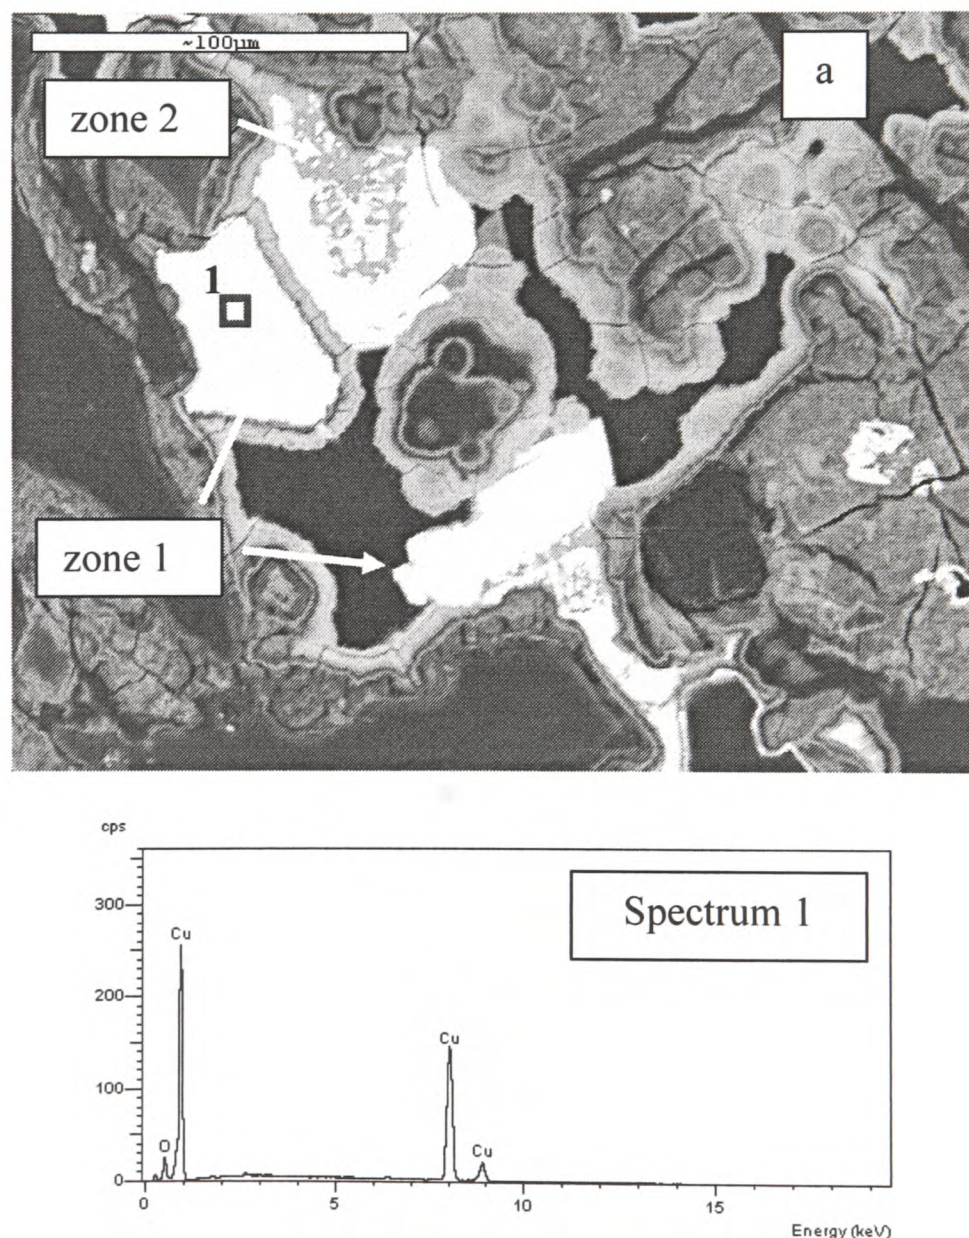 ~100µm
a
zone 2
1
zone 1
cps
Spectrum 1
300
Cu
200
Cu
100
O
Cu
0
0
5
10
15
Energy (keV)